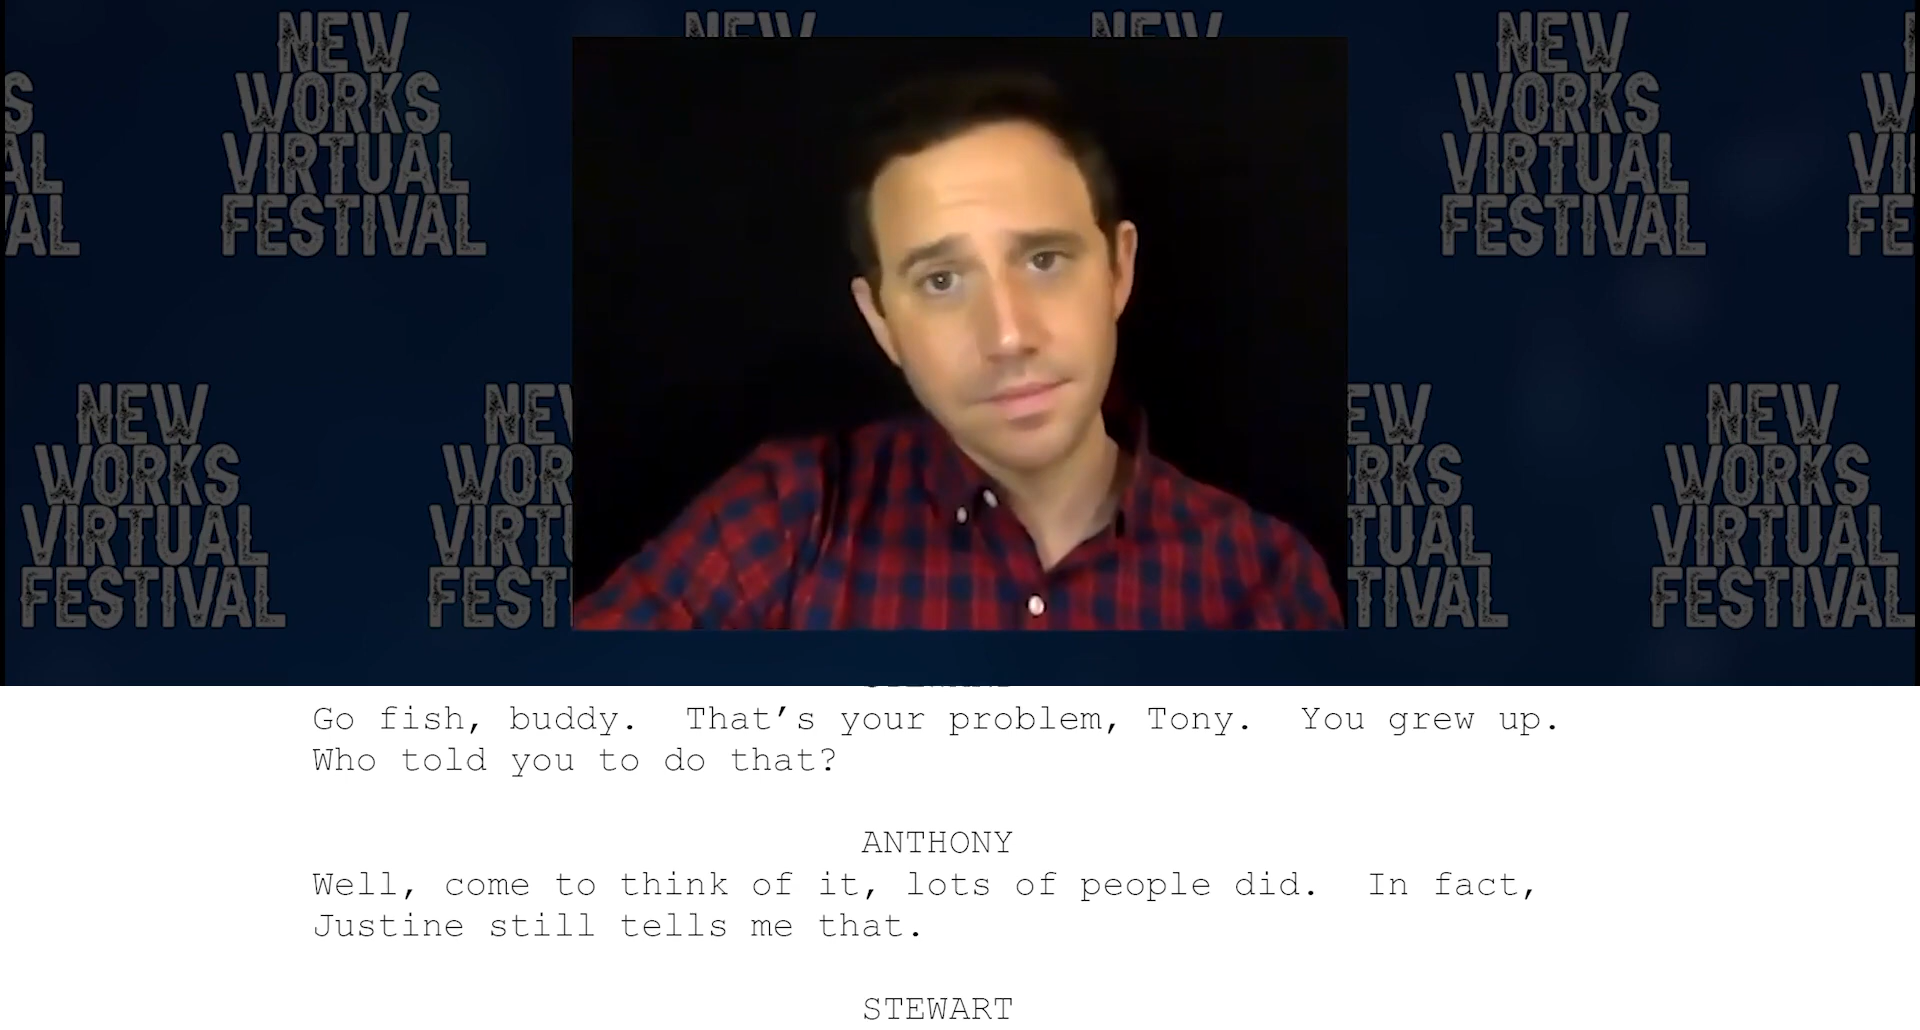 NEW
WORKS
VIRTUAL
FESTIVAL
NEW
WORKS
VIRTUAL
FESTIVAL
NEW
WORKS
VIRTUAL
FESTIVAL
NEW
WORKS
VIRTUAL
FESTIVAL
Go fish, buddy.  That’s your problem, Tony.  You grew up.
Who told you to do that?
ANTHONY
Well, come to think of it, lots of people did.  In fact,
Justine still tells me that.
STEWART